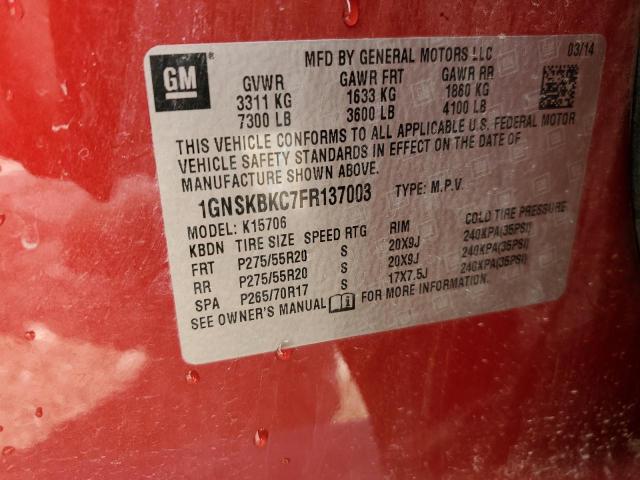 GM
MFD BY GENERAL MOTORS LLC 03/14
GVWR GAWR FRT GAWR RR
3311 KG 1633 KG 1860 KG
7300 LB 3600 LB 4100 LB
THIS VEHICLE CONFORMS TO ALL APPLICABLE U.S. FEDERAL MOTOR
VEHICLE SAFETY STANDARDS IN EFFECT ON THE DATE OF
MANUFACTURE SHOWN ABOVE.
1GNSKBKC7FR137003 TYPE: M.P.V.
MODEL: K15706
KBDN TIRE SIZE SPEED RTG RIM COLD TIRE PRESSURE
FRT P275/55R20 S 20X9J 240KPA(35PSI)
RR P275/55R20 S 20X9J 240KPA(35PSI)
SPA P265/70R17 S 17X7.5J 240KPA(35PSI)
SEE OWNER'S MANUAL FOR MORE INFORMATION.